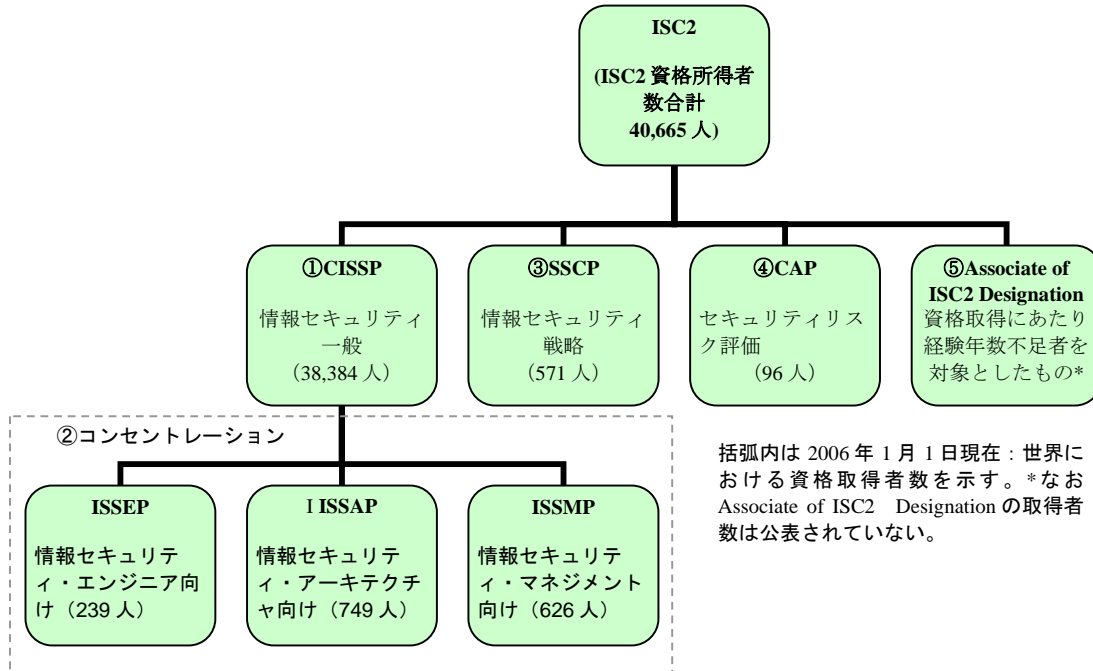 ISC2
(ISC2 資格所得者
数合計
40,665 人)
①CISSP
情報セキュリティ
一般
（38,384 人）
③SSCP
情報セキュリティ
戦略
（571 人）
④CAP
セキュリティリス
ク評価
（96 人）
⑤Associate of
ISC2 Designation
資格取得にあたり
経験年数不足者を
対象としたもの*
②コンセントレーション
ISSEP
情報セキュリテ
ィ・エンジニア向
け（239 人）
I ISSAP
情報セキュリテ
ィ・アーキテクチ
ャ向け（749 人）
ISSMP
情報セキュリテ
ィ・マネジメント
向け（626 人）
括弧内は 2006 年 1 月 1 日現在：世界に
おける資格取得者数を示す。*なお
Associate of ISC2　Designation の取得者
数は公表されていない。